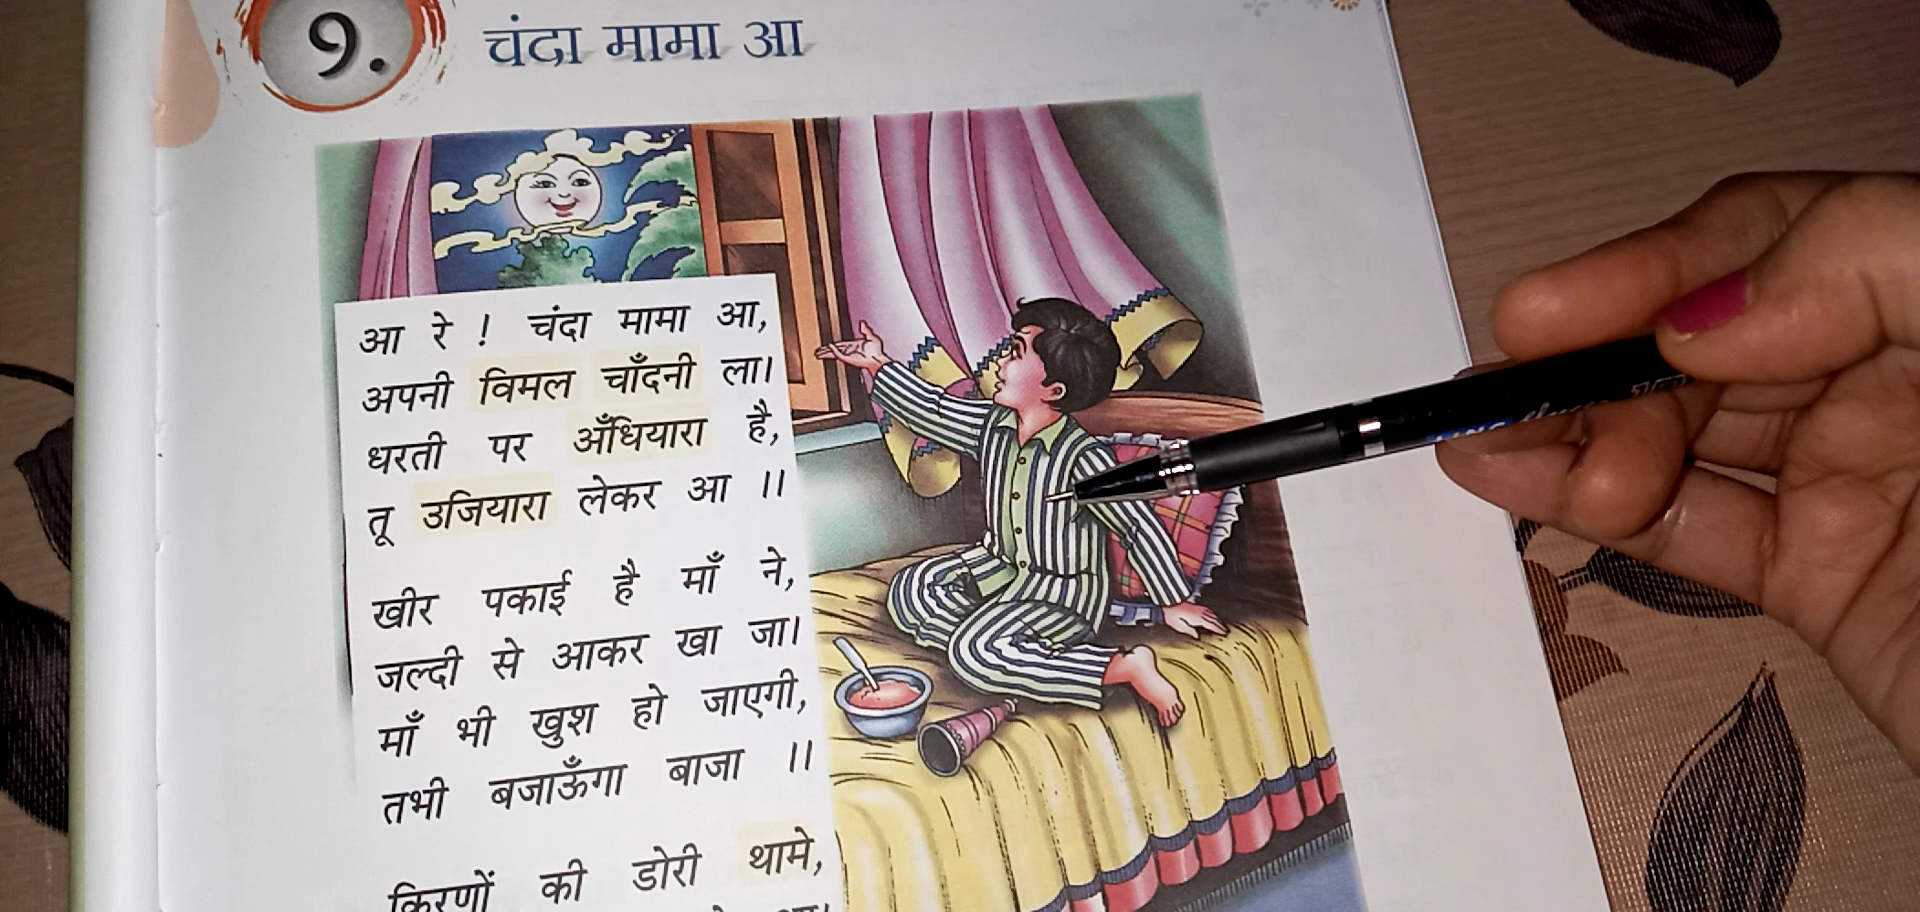 9.
चंदा मामा आ
आ रे ! चंदा मामा आ,
अपनी विमल चाँदनी ला।
धरती पर अँधियारा है,
तू उजियारा लेकर आ ।।
खीर पकाई है माँ ने,
जल्दी से आकर खा जा।
माँ भी खुश हो जाएगी,
तभी बजाऊँगा बाजा ।।
किरणों की डोरी थामे,